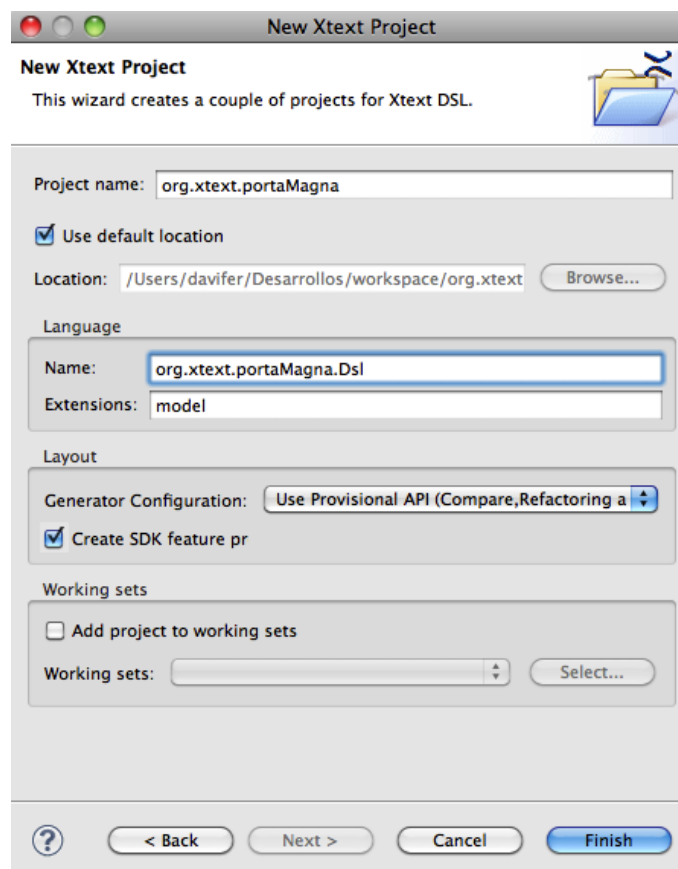 New Xtext Project
New Xtext Project
This wizard creates a couple of projects for Xtext DSL.
Project name: org.xtext.portaMagna
Use default location
Location: /Users/davifer/Desarrollos/workspace/org.xtext Browse...
Language
Name: org.xtext.portaMagna.Dsl
Extensions: model
Layout
Generator Configuration: Use Provisional API (Compare,Refactoring a
Create SDK feature pr
Working sets
Add project to working sets
Working sets: Select...
? < Back Next > Cancel Finish